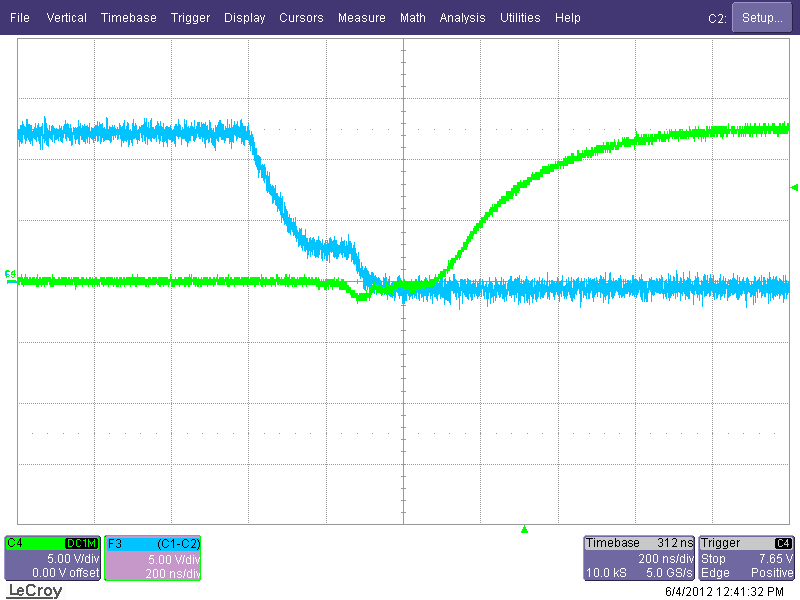 File Vertical Timebase Trigger Display Cursors Measure Math Analysis Utilities Help C2: Setup...
C4
C4 DC1M
5.00 V/div
0.00 V offset
F3 (C1-C2)
5.00 V/div
200 ns/div
Timebase 312 ns
200 ns/div
10.0 kS 5.0 GS/s
Trigger C4
Stop 7.65 V
Edge Positive
LeCroy
6/4/2012 12:41:32 PM